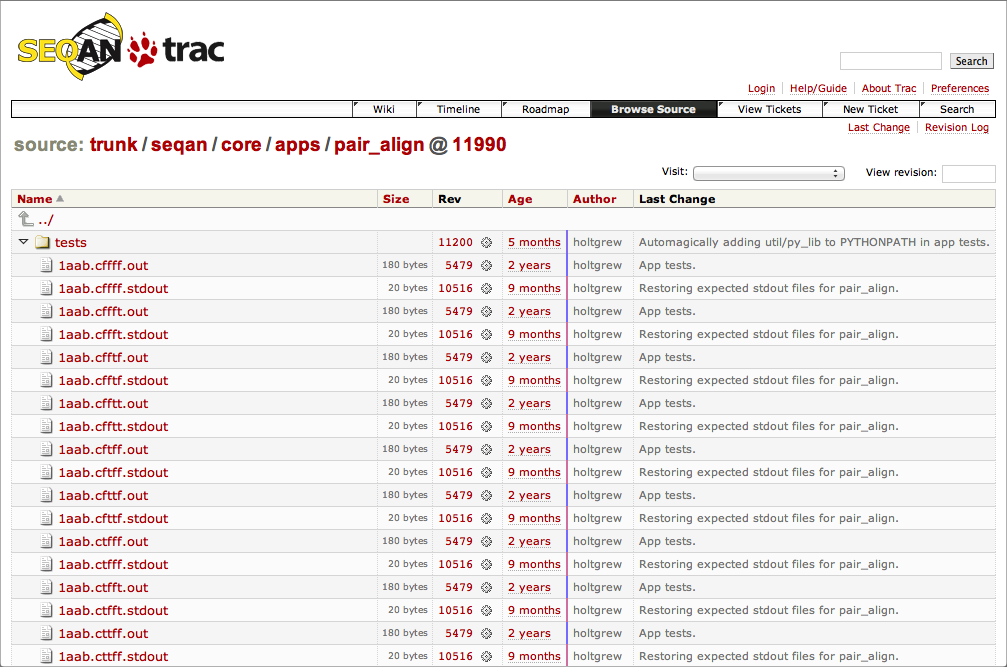 SEQAN trac
Search
Login Help/Guide About Trac Preferences
Wiki Timeline Roadmap Browse Source View Tickets New Ticket Search
Last Change Revision Log
source: trunk / seqan / core / apps / pair_align @ 11990
Visit: View revision:
Name Size Rev Age Author Last Change
../
tests 11200 5 months holtgrew Automagically adding util/py_lib to PYTHONPATH in app tests.
1aab.cffff.out 180 bytes 5479 2 years holtgrew App tests.
1aab.cffff.stdout 20 bytes 10516 9 months holtgrew Restoring expected stdout files for pair_align.
1aab.cffft.out 180 bytes 5479 2 years holtgrew App tests.
1aab.cffft.stdout 20 bytes 10516 9 months holtgrew Restoring expected stdout files for pair_align.
1aab.cfftf.out 180 bytes 5479 2 years holtgrew App tests.
1aab.cfftf.stdout 20 bytes 10516 9 months holtgrew Restoring expected stdout files for pair_align.
1aab.cfftt.out 180 bytes 5479 2 years holtgrew App tests.
1aab.cfftt.stdout 20 bytes 10516 9 months holtgrew Restoring expected stdout files for pair_align.
1aab.cftff.out 180 bytes 5479 2 years holtgrew App tests.
1aab.cftff.stdout 20 bytes 10516 9 months holtgrew Restoring expected stdout files for pair_align.
1aab.cfttf.out 180 bytes 5479 2 years holtgrew App tests.
1aab.cfttf.stdout 20 bytes 10516 9 months holtgrew Restoring expected stdout files for pair_align.
1aab.ctfff.out 180 bytes 5479 2 years holtgrew App tests.
1aab.ctfff.stdout 20 bytes 10516 9 months holtgrew Restoring expected stdout files for pair_align.
1aab.ctfft.out 180 bytes 5479 2 years holtgrew App tests.
1aab.ctfft.stdout 20 bytes 10516 9 months holtgrew Restoring expected stdout files for pair_align.
1aab.cttff.out 180 bytes 5479 2 years holtgrew App tests.
1aab.cttff.stdout 20 bytes 10516 9 months holtgrew Restoring expected stdout files for pair_align.